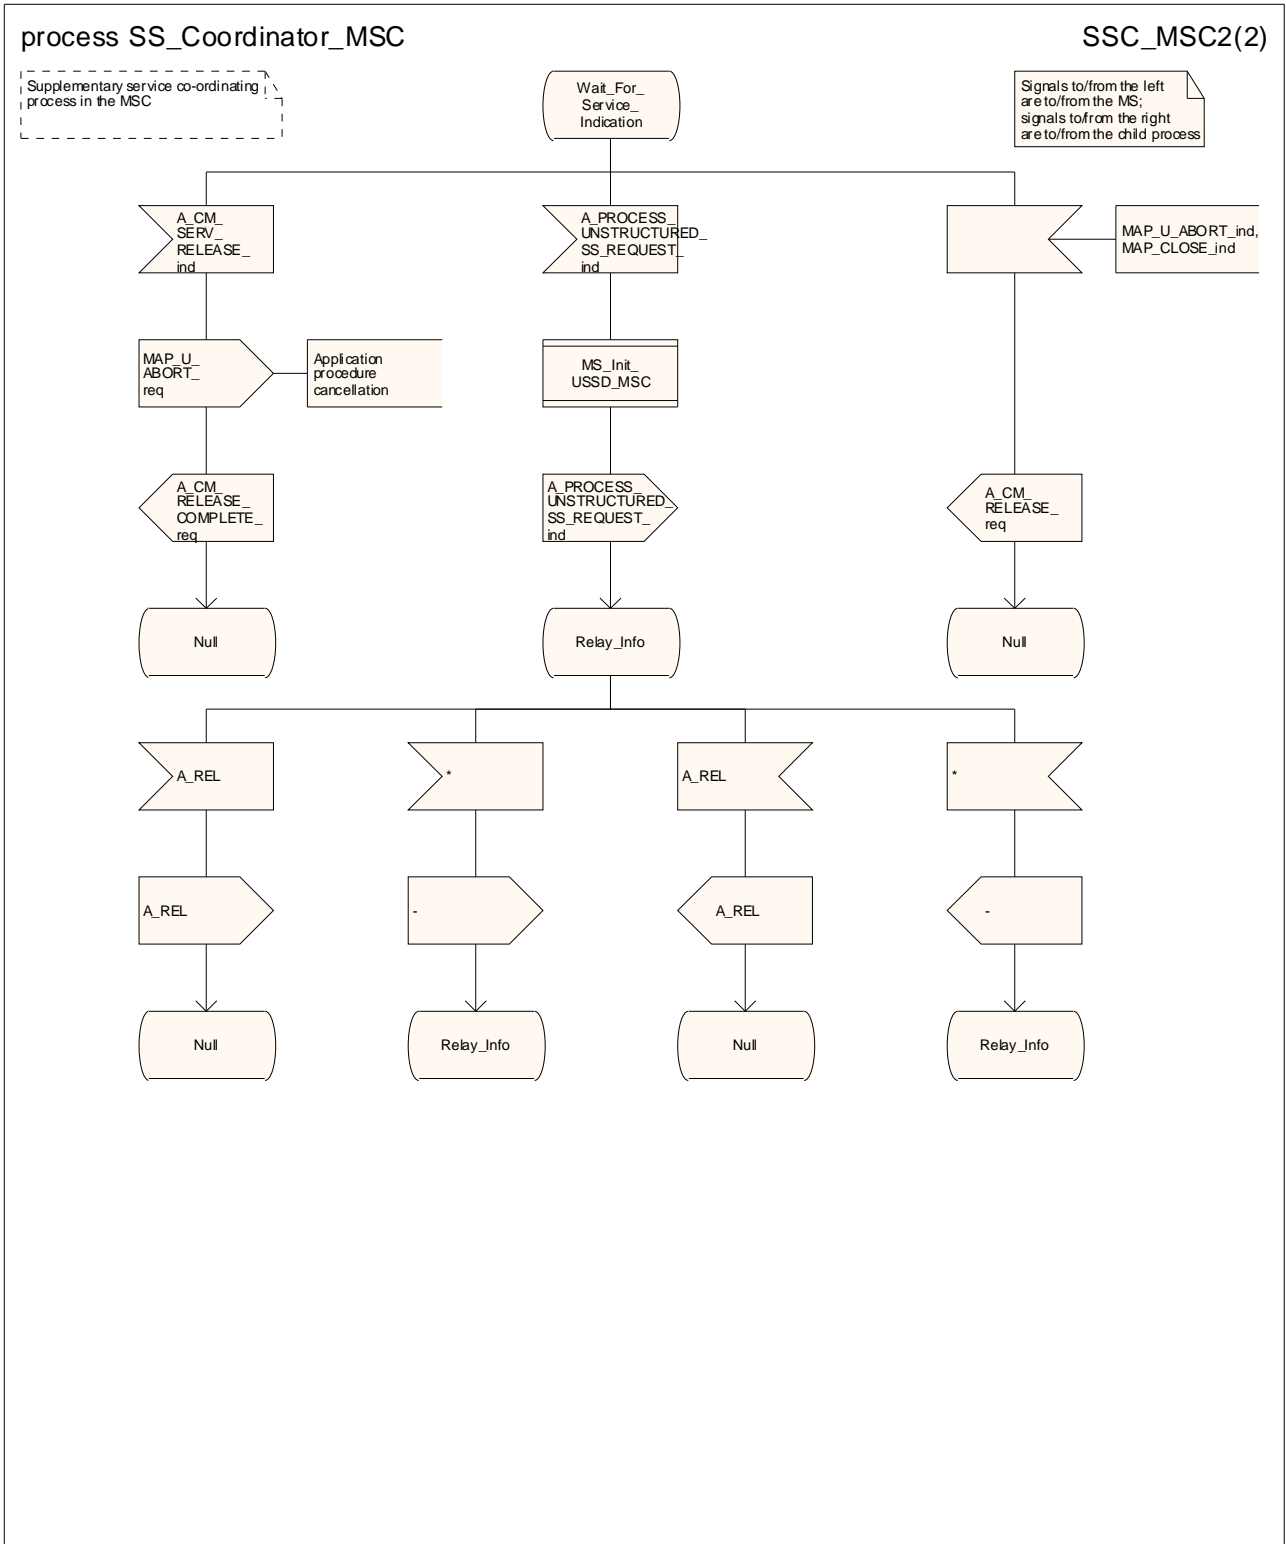 process SS_Coordinator_MSC
SSC_MSC2(2)
Supplementary service co-ordinating
process in the MSC
Wait_For_
Service_
Indication
Signals to/from the left
are to/from the MS;
signals to/from the right
are to/from the child process
A_CM_
SERV_
RELEASE_
ind
A_PROCESS_
UNSTRUCTURED_
SS_REQUEST_
ind
MAP_U_ABORT_ind,
MAP_CLOSE_ind
MAP_U_
ABORT_
req
Application
procedure
cancellation
MS_Init_
USSD_MSC
A_CM_
RELEASE_
COMPLETE_
req
A_PROCESS_
UNSTRUCTURED_
SS_REQUEST_
ind
A_CM_
RELEASE_
req
Null
Relay_Info
Null
A_REL
*
A_REL
*
A_REL
-
A_REL
-
Null
Relay_Info
Null
Relay_Info